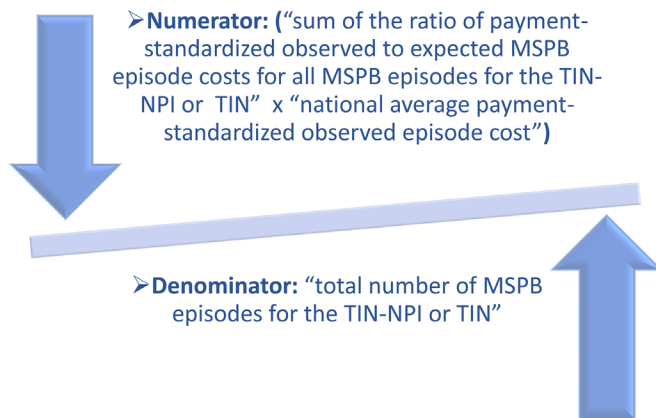 ➢Numerator: (“sum of the ratio of payment-
standardized observed to expected MSPB
episode costs for all MSPB episodes for the TIN-
NPI or  TIN”  x “national average payment-
standardized observed episode cost”)
➢Denominator: “total number of MSPB
episodes for the TIN-NPI or TIN”